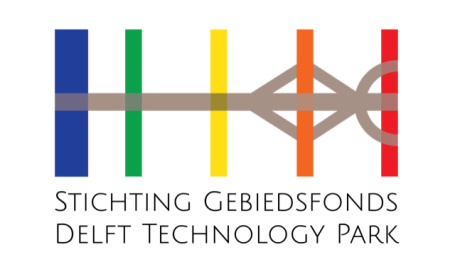 STICHTING GEBIEDSFONDS
DELFT TECHNOLOGY PARK